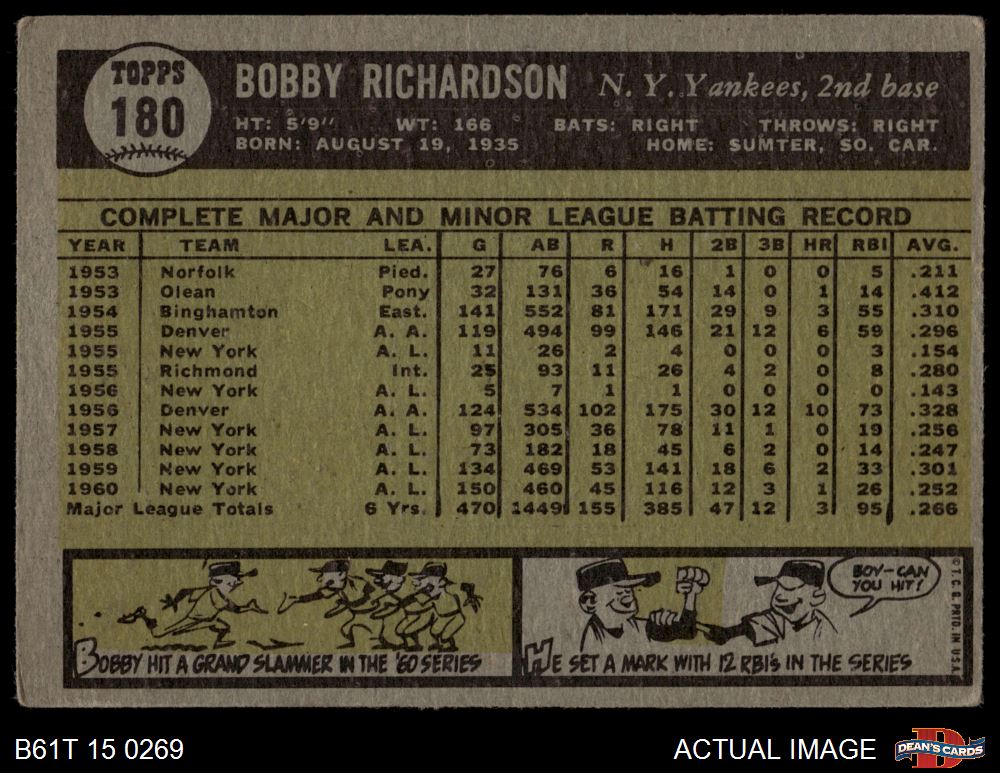 TOPPS
180
BOBBY RICHARDSON N. Y. Yankees, 2nd base
HT: 5'9" WT: 166 BATS: RIGHT THROWS: RIGHT
BORN: AUGUST 19, 1935 HOME: SUMTER, SO. CAR.
COMPLETE MAJOR AND MINOR LEAGUE BATTING RECORD
YEAR TEAM LEA. G AB R H 2B 3B HR RBI AVG.
1953 Norfolk Pied. 27 76 6 16 1 0 0 5 .211
1953 Olean Pony 32 131 36 54 14 0 1 14 .412
1954 Binghamton East. 141 552 81 171 29 9 3 55 .310
1955 Denver A. A. 119 494 99 146 21 12 6 59 .296
1955 New York A. L. 11 26 2 4 0 0 0 3 .154
1955 Richmond Int. 25 93 11 26 4 2 0 8 .280
1956 New York A. L. 5 7 1 1 0 0 0 0 .143
1956 Denver A. A. 124 534 102 175 30 12 10 73 .328
1957 New York A. L. 97 305 36 78 11 1 0 19 .256
1958 New York A. L. 73 182 18 45 6 2 0 14 .247
1959 New York A. L. 134 469 53 141 18 6 2 33 .301
1960 New York A. L. 150 460 45 116 12 3 1 26 .252
Major League Totals 6 Yrs. 470 1449 155 385 47 12 3 95 .266
BOY-CAN
YOU HIT!
BOBBY HIT A GRAND SLAMMER IN THE '60 SERIES
HE SET A MARK WITH 12 RBI's IN THE SERIES
© T. C. G. PRTD. IN U.S.A.
B61T 15 0269
ACTUAL IMAGE
D
DEAN'S CARDS